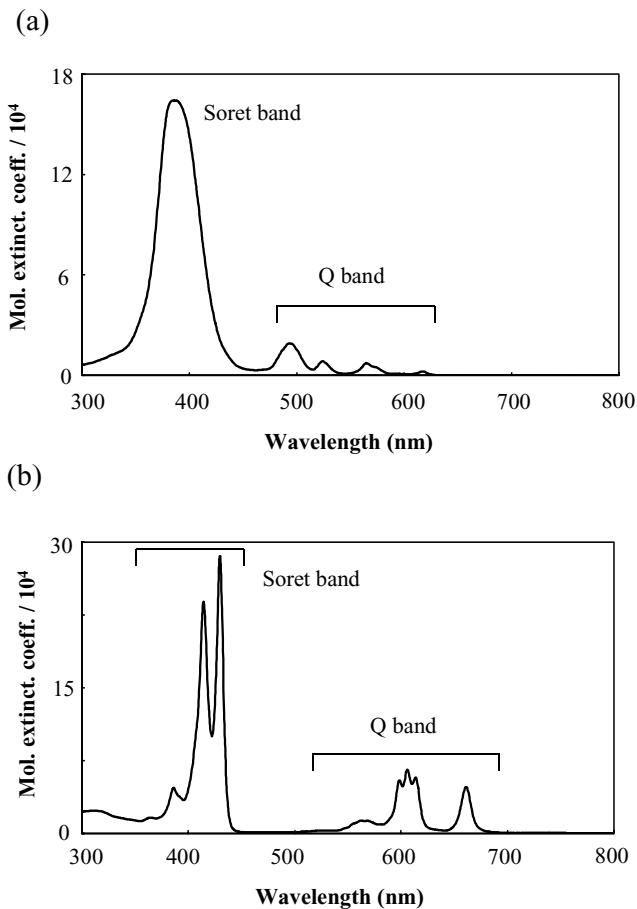 (a)
18
Soret band
12
Mol. extinct. coeff. / 10⁴
Q band
6
0
300 400 500 600 700 800
Wavelength (nm)
(b)
30
Soret band
Mol. extinct. coeff. / 10⁴
15
Q band
0
300 400 500 600 700 800
Wavelength (nm)